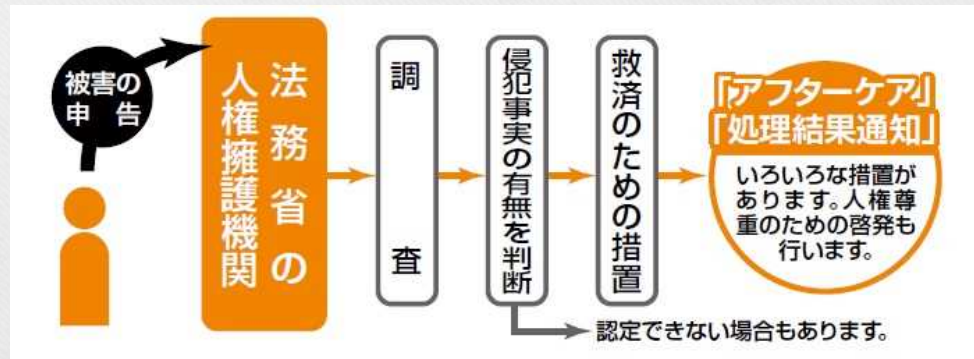 被害の
申　告
法務省の
人権擁護機関
調　査
侵犯事実の有無を判断
救済のための措置
「アフターケア」
「処理結果通知」
いろいろな措置が
あります。人権尊
重のための啓発も
行います。
認定できない場合もあります。